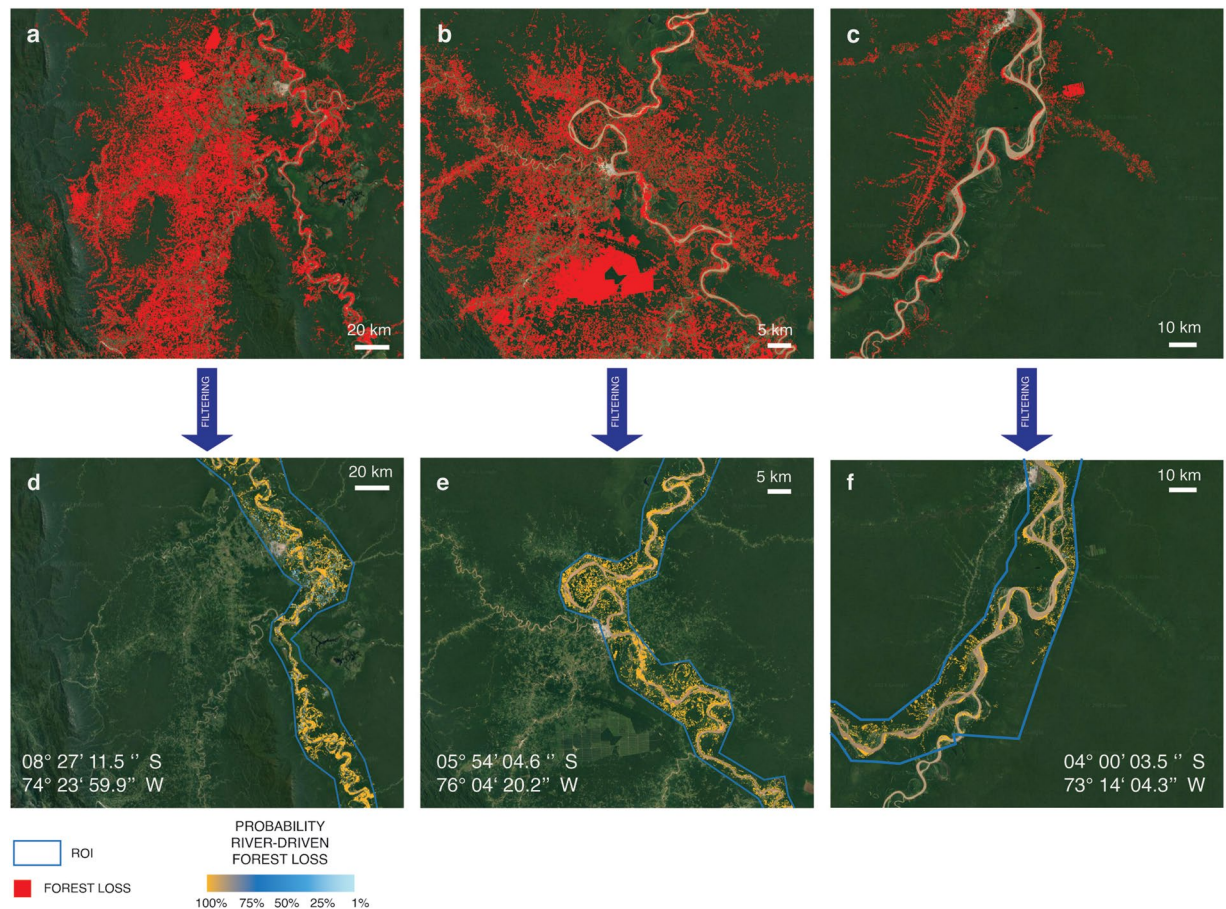 a
b
c
20 km
5 km
10 km
FILTERING
FILTERING
FILTERING
d
20 km
e
5 km
f
10 km
08° 27' 11.5 '' S
74° 23' 59.9" W
05° 54' 04.6 '' S
76° 04' 20.2" W
04° 00' 03.5 '' S
73° 14' 04.3" W
ROI
FOREST LOSS
PROBABILITY
RIVER-DRIVEN
FOREST LOSS
100% 75% 50% 25% 1%